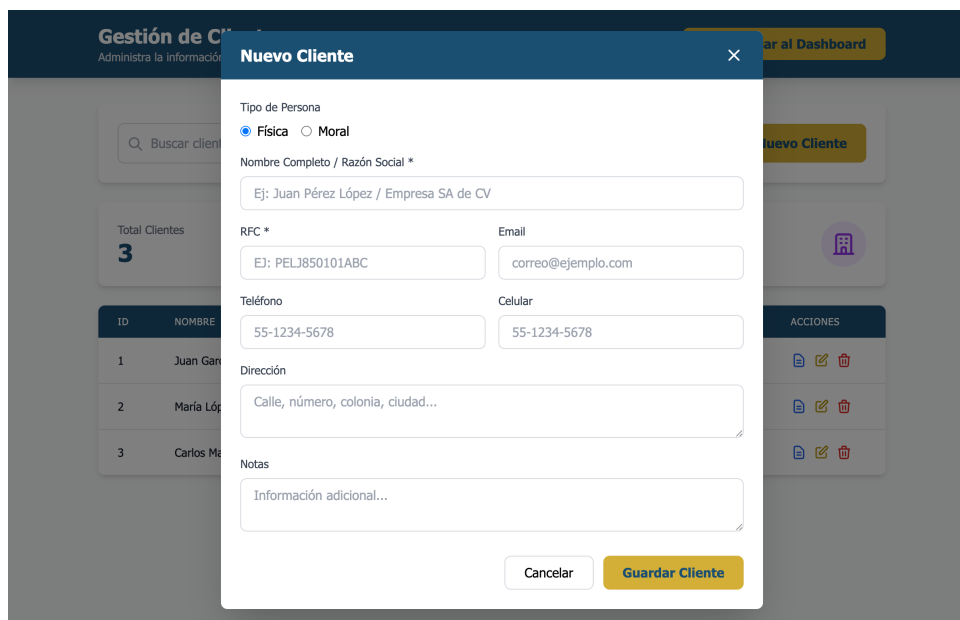 Gestión de
Administra la información
ar al Dashboard
Nuevo Cliente
Tipo de Persona
Física Moral
Buscar client
Nuevo Cliente
Nombre Completo / Razón Social *
Ej: Juan Pérez López / Empresa SA de CV
Total Clientes
3
RFC * Email
EJ: PELJ850101ABC correo@ejemplo.com
Teléfono Celular
55-1234-5678 55-1234-5678
ID NOMBRE ACCIONES
1 Juan Garc
2 María Lóp
3 Carlos Ma
Dirección
Calle, número, colonia, ciudad...
Notas
Información adicional...
Cancelar Guardar Cliente